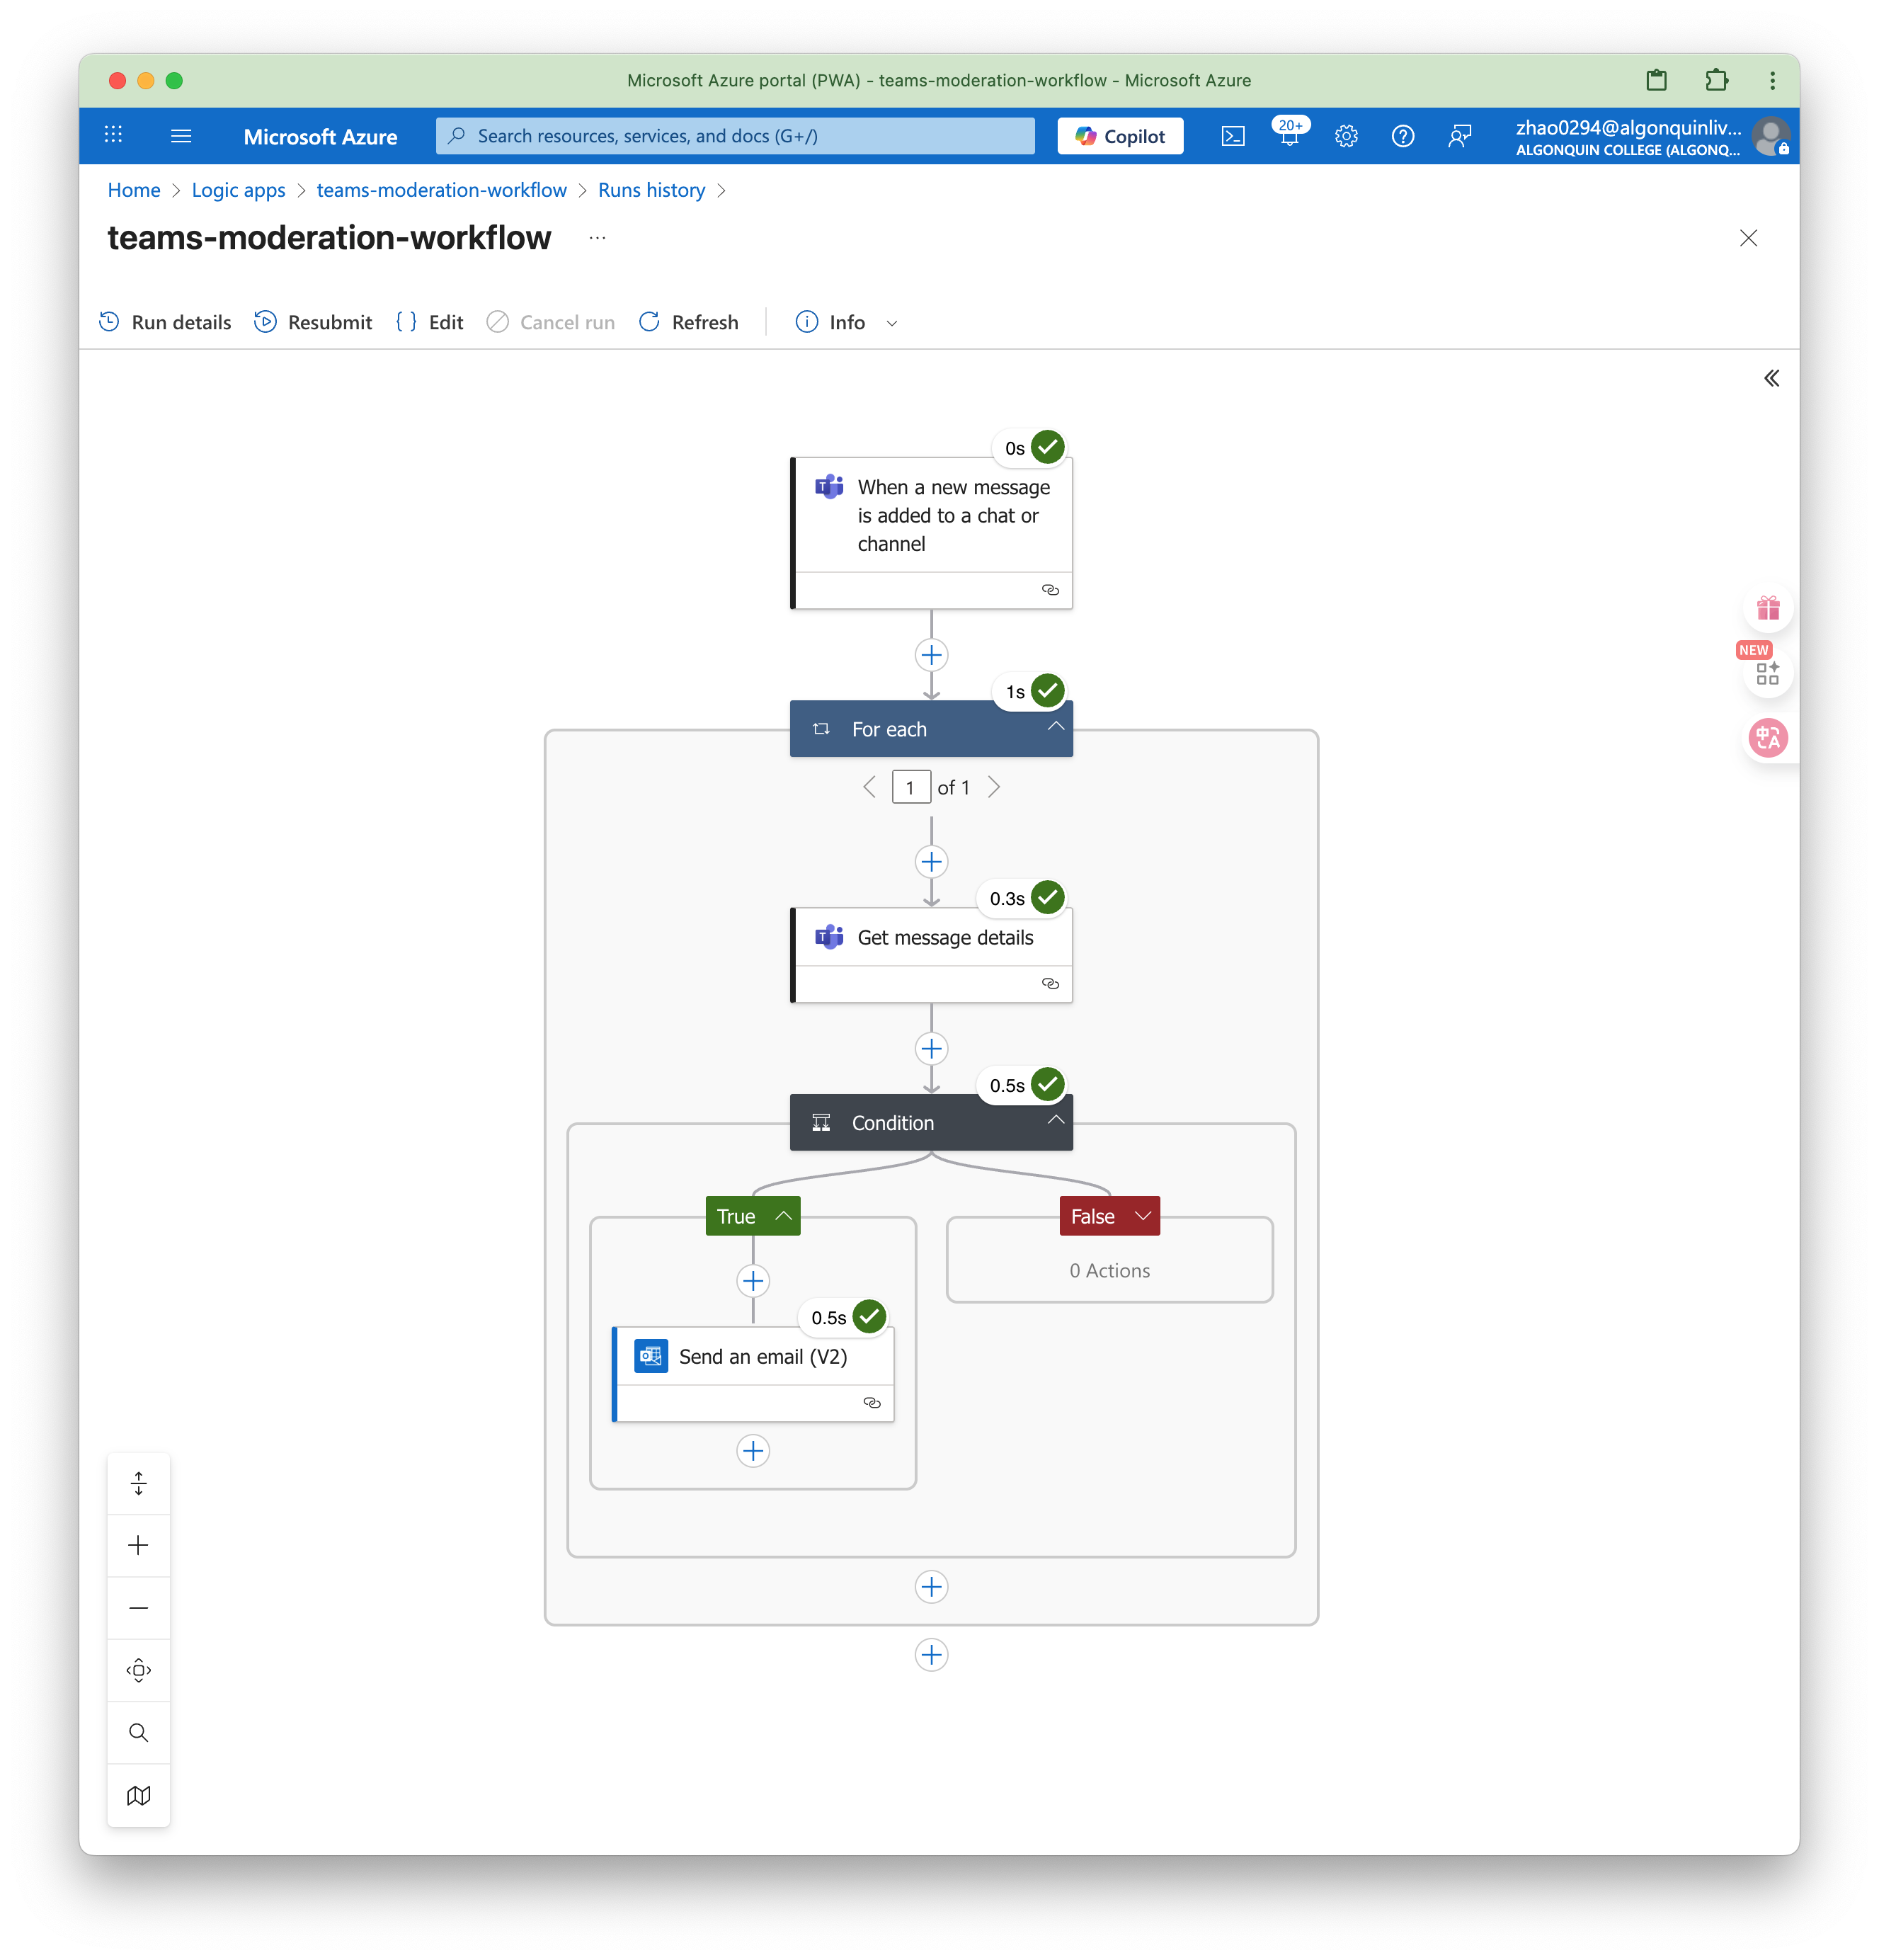 Microsoft Azure portal (PWA) - teams-moderation-workflow - Microsoft Azure
Microsoft Azure
Search resources, services, and docs (G+/)
Copilot
20+
zhao0294@algonquinliv...
ALGONQUIN COLLEGE (ALGONQ...
Home > Logic apps > teams-moderation-workflow > Runs history >
teams-moderation-workflow ...
Run details
Resubmit
Edit
Cancel run
Refresh
Info
0s
When a new message
is added to a chat or
channel
NEW
中A
1s
For each
1 of 1
0.3s
Get message details
0.5s
Condition
True
False
0 Actions
0.5s
Send an email (V2)